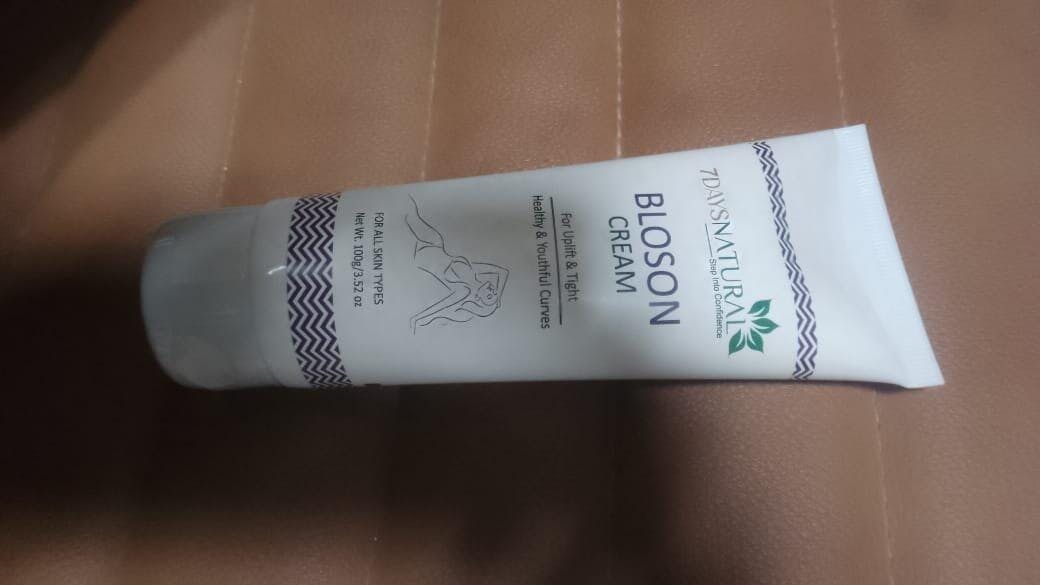 7DAYSNATURAL
Step into Confidence
BLOSON
CREAM
For Uplift & Tight
Healthy & Youthful Curves
FOR ALL SKIN TYPES
Net Wt. 100g/3.52 oz